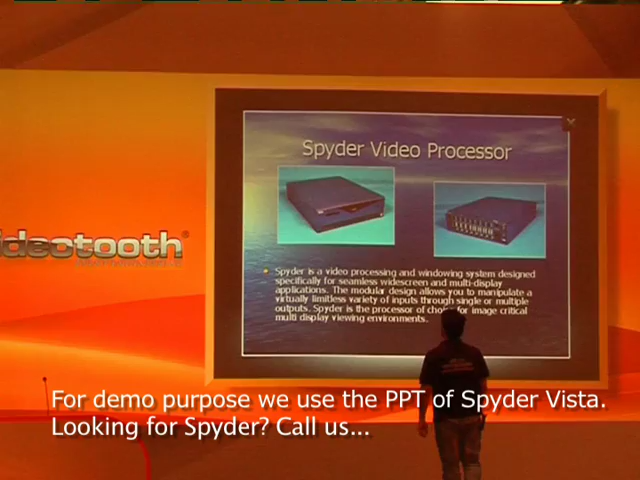 Spyder Video Processor
ideotooth®
Spyder is a video processing and windowing system designed
specifically for seamless widescreen and multi-display
applications. The modular design allows you to manipulate a
virtually limitless variety of inputs through single or multiple
outputs. Spyder is the processor of choice for image critical
multi display viewing environments.
For demo purpose we use the PPT of Spyder Vista.
Looking for Spyder? Call us...